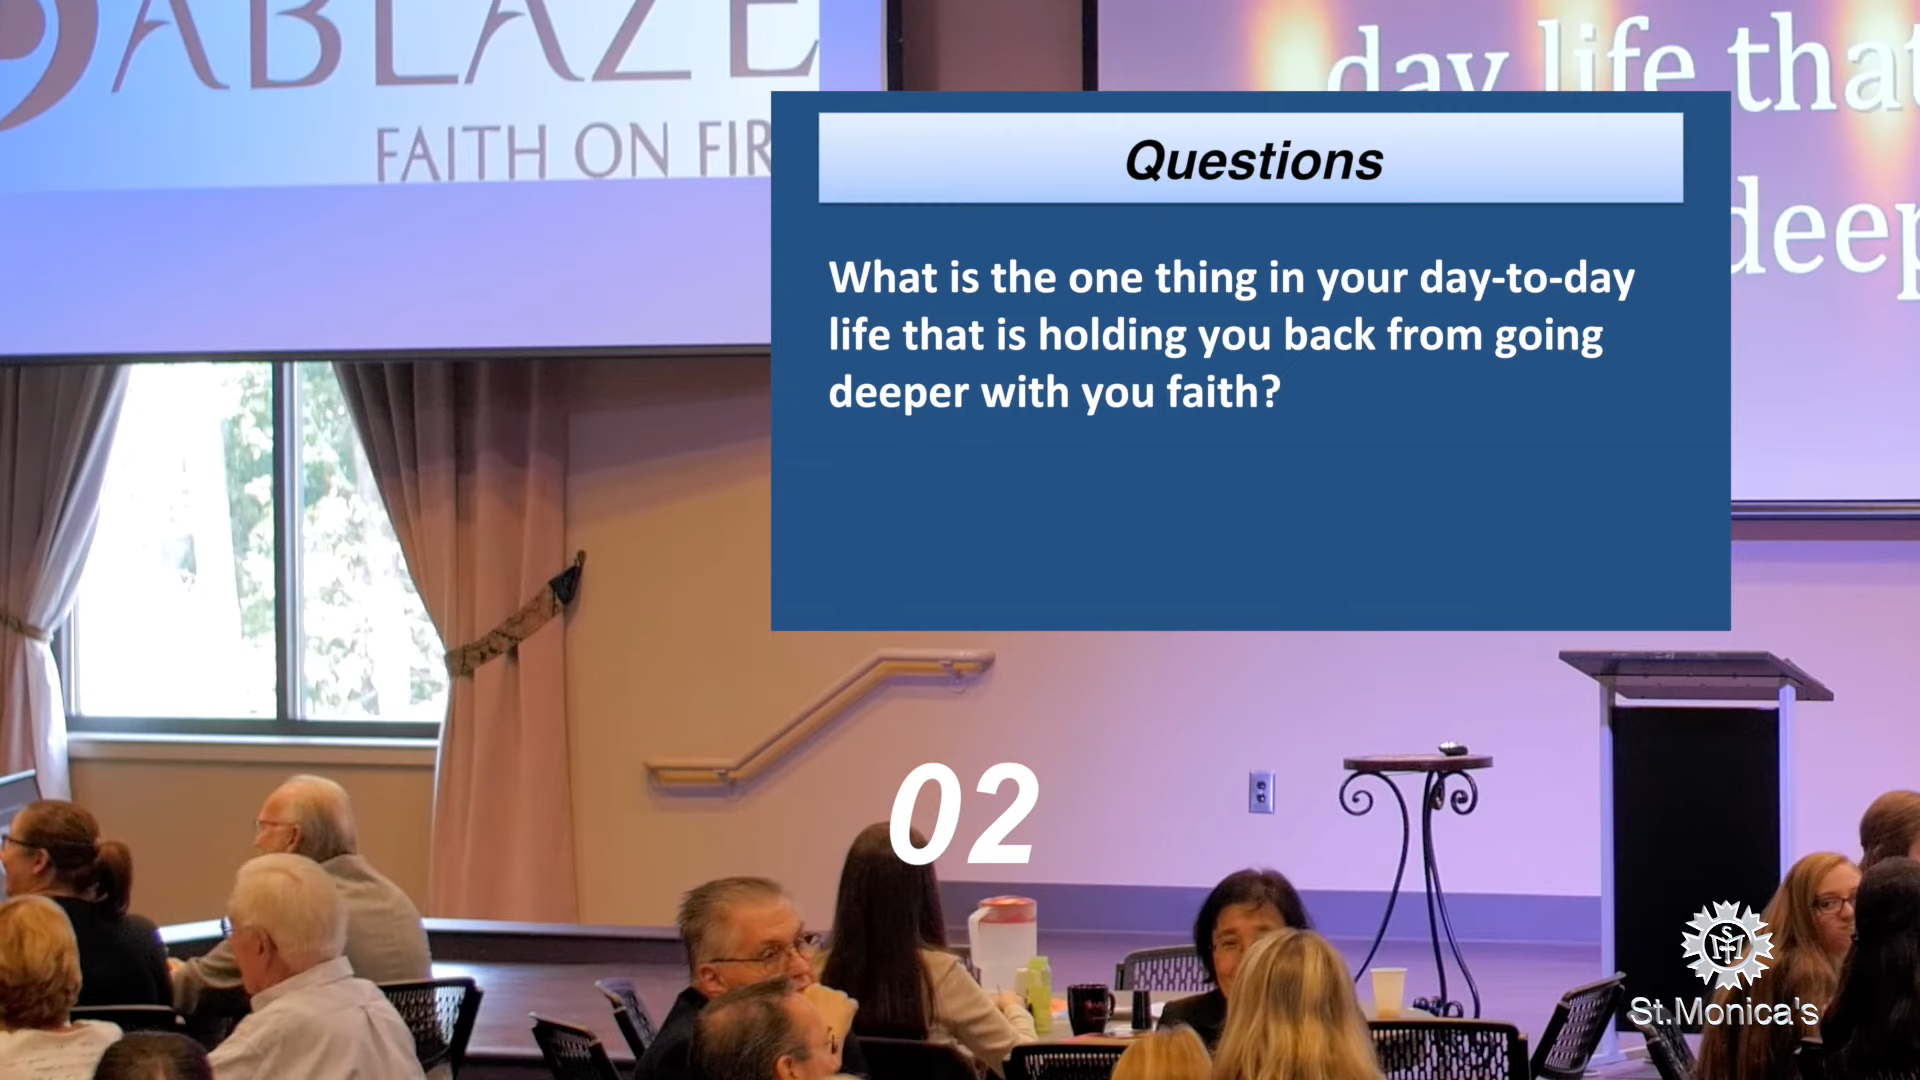 ABLAZE
FAITH ON FIR
day life that
deep
Questions
What is the one thing in your day-to-day
life that is holding you back from going
deeper with you faith?
02
St.Monica's